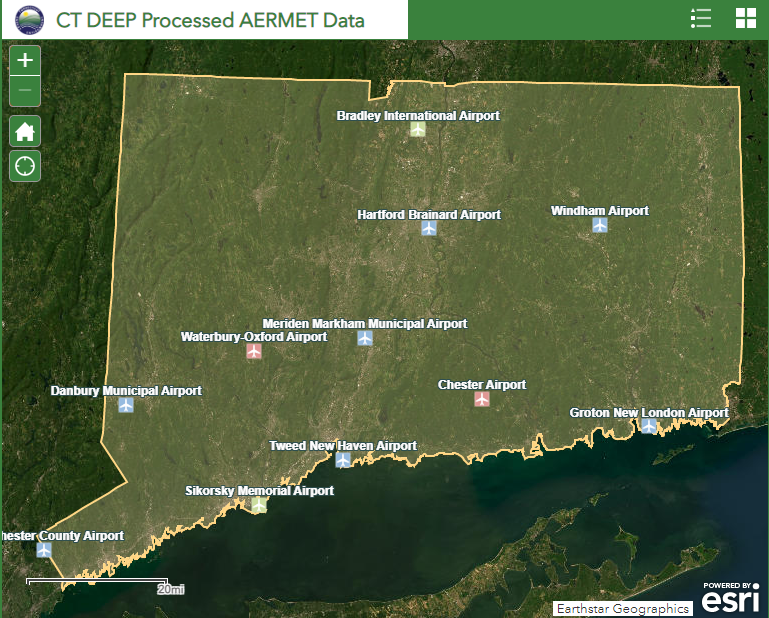 CT DEEP Processed AERMET Data
Bradley International Airport
Hartford Brainard Airport
Windham Airport
Meriden Markham Municipal Airport
Waterbury-Oxford Airport
Chester Airport
Danbury Municipal Airport
Groton New London Airport
Tweed New Haven Airport
Sikorsky Memorial Airport
hester County Airport
20mi
POWERED BY
esri
Earthstar Geographics